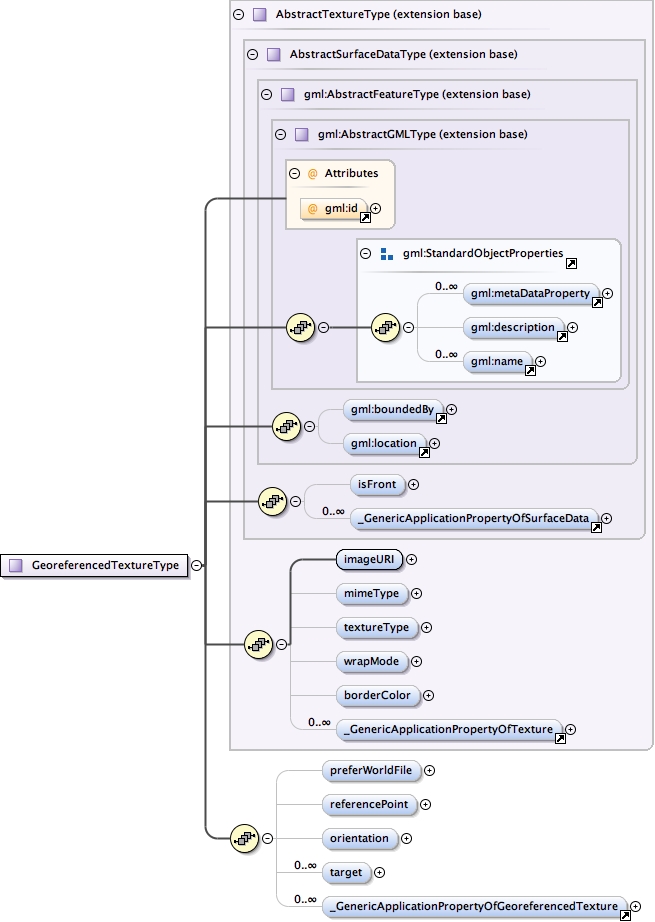 AbstractTextureType (extension base)
AbstractSurfaceDataType (extension base)
gml:AbstractFeatureType (extension base)
gml:AbstractGMLType (extension base)
@ Attributes
@ gml:id
gml:StandardObjectProperties
0..∞
gml:metaDataProperty
gml:description
0..∞
gml:name
gml:boundedBy
gml:location
isFront
0..∞
_GenericApplicationPropertyOfSurfaceData
GeoreferencedTextureType
imageURI
mimeType
textureType
wrapMode
borderColor
0..∞
_GenericApplicationPropertyOfTexture
preferWorldFile
referencePoint
orientation
0..∞
target
0..∞
_GenericApplicationPropertyOfGeoreferencedTexture